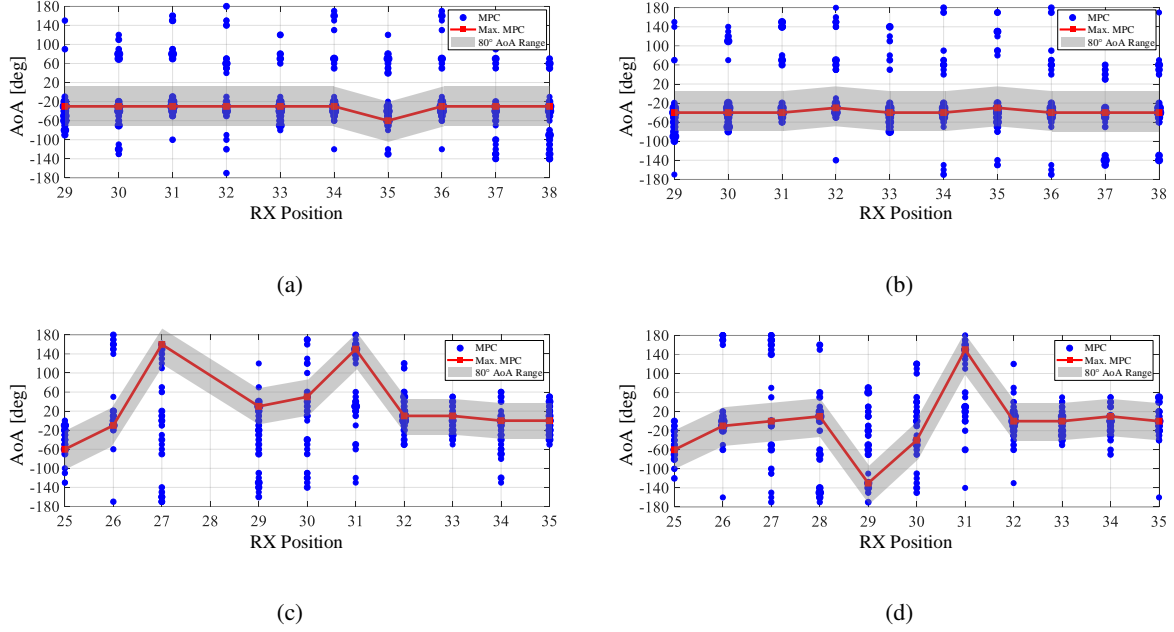 180
140
100
60
20
-20
-60
-100
-140
-180
AoA [deg]
MPC
Max. MPC
80° AoA Range
29 30 31 32 33 34 35 36 37 38
RX Position
(a)
180
140
100
60
20
-20
-60
-100
-140
-180
AoA [deg]
MPC
Max. MPC
80° AoA Range
29 30 31 32 33 34 35 36 37 38
RX Position
(b)
180
140
100
60
20
-20
-60
-100
-140
-180
AoA [deg]
MPC
Max. MPC
80° AoA Range
25 26 27 28 29 30 31 32 33 34 35
RX Position
(c)
180
140
100
60
20
-20
-60
-100
-140
-180
AoA [deg]
MPC
Max. MPC
80° AoA Range
25 26 27 28 29 30 31 32 33 34 35
RX Position
(d)